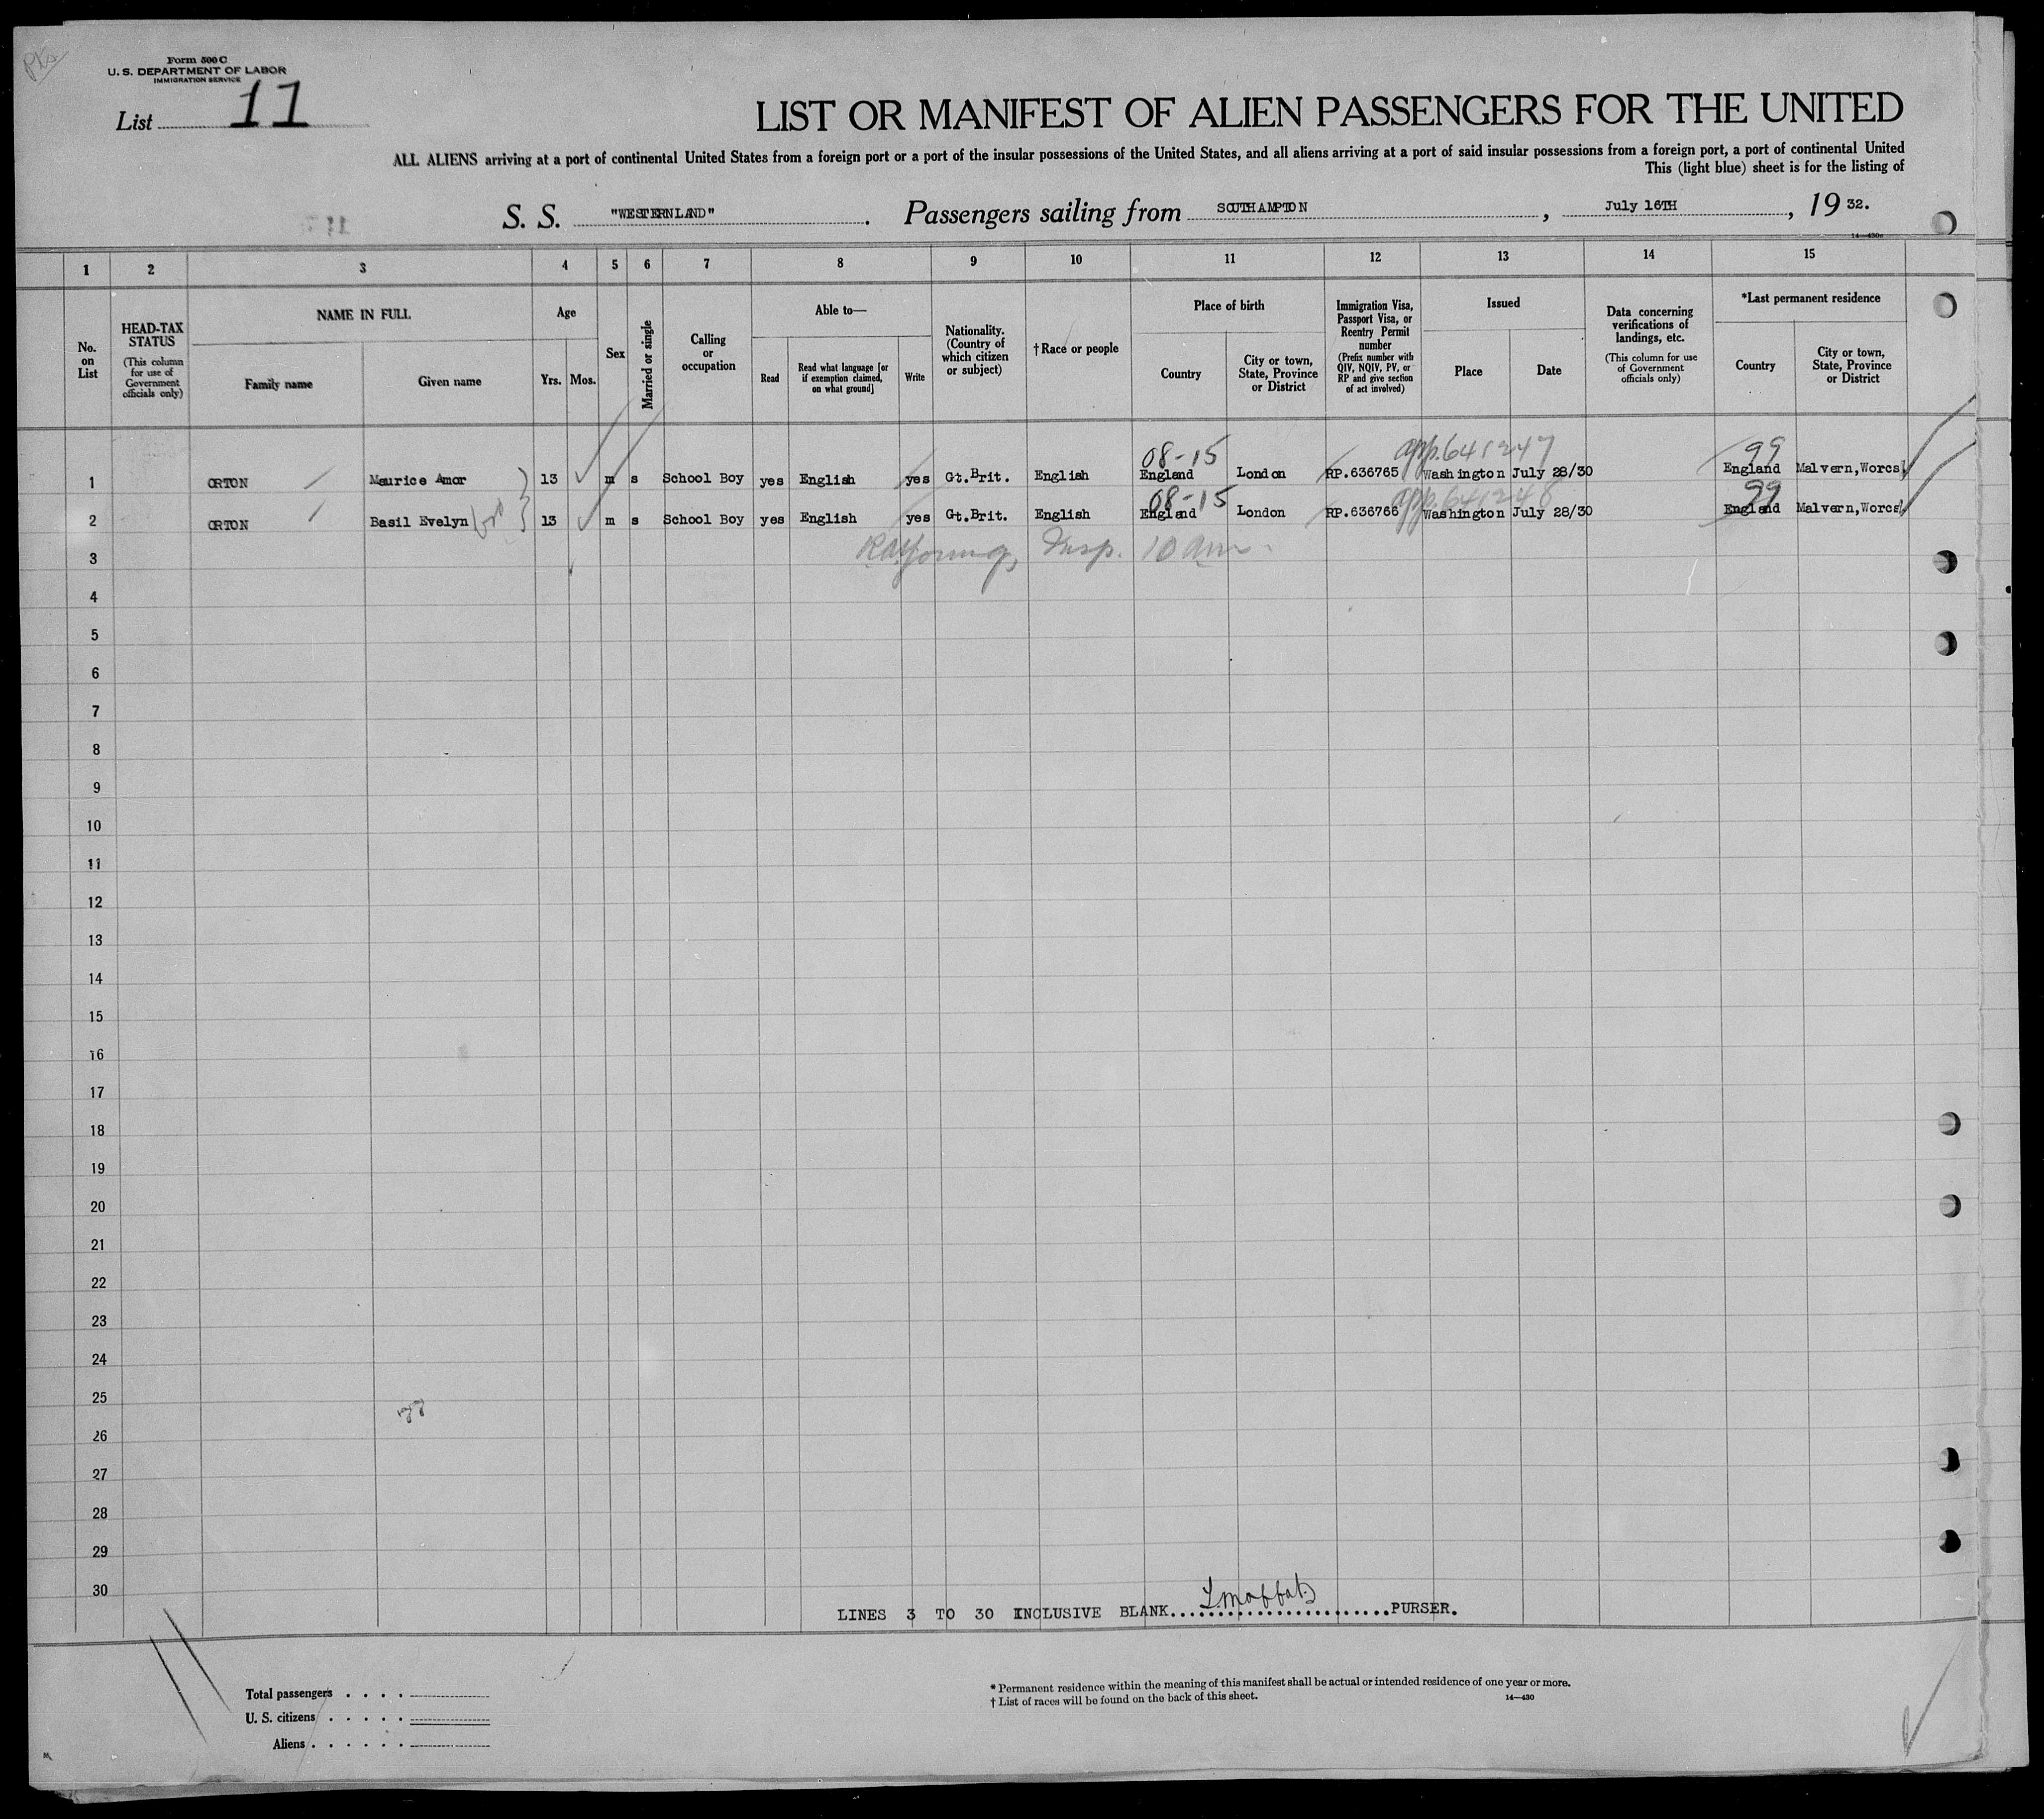 Form 500 C
U. S. DEPARTMENT OF LABOR
IMMIGRATION SERVICE
List 11
LIST OR MANIFEST OF ALIEN PASSENGERS FOR THE UNITED
ALL ALIENS arriving at a port of continental United States from a foreign port or a port of the insular possessions of the United States, and all aliens arriving at a port of said insular possessions from a foreign port, a port of continental United
This (light blue) sheet is for the listing of
S. S. "WESTERNLAND". Passengers sailing from SOUTHAMPTON, July 16TH, 19 32.
14—430c
1 2 3 4 5 6 7 8 9 10 11 12 13 14 15
No. on List
HEAD-TAX STATUS
(This column for use of Government officials only)
NAME IN FULL
Family name
Given name
Age
Yrs. Mos.
Sex
Married or single
Calling or occupation
Able to—
Read
Read what language [or if exemption claimed, on what ground]
Write
Nationality. (Country of which citizen or subject)
† Race or people
Place of birth
Country
City or town, State, Province or District
Immigration Visa, Passport Visa, or Reentry Permit number
(Prefix number with QIV, NQIV, PV, or RP and give section of act involved)
Issued
Place
Date
Data concerning verifications of landings, etc.
(This column for use of Government officials only)
*Last permanent residence
Country
City or town, State, Province or District
08-15 app. 641247 99
1 ORTON Maurice Amor 13 m s School Boy yes English yes Gt.Brit. English England London RP.636765 Washington July 28/30 England Malvern,Worcs.
08-15 app. 641248 99
2 ORTON Basil Evelyn 13 m s School Boy yes English yes Gt.Brit. English England London RP.636766 Washington July 28/30 England Malvern,Worcs.
3 Young, Insp. 10 am.
4
5
6
7
8
9
10
11
12
13
14
15
16
17
18
19
20
21
22
23
24
25
26
27
28
29
30
LINES 3 TO 30 INCLUSIVE BLANK........................PURSER.
Total passengers . . . .
U. S. citizens . . . . .
Aliens . . . . . .
* Permanent residence within the meaning of this manifest shall be actual or intended residence of one year or more.
† List of races will be found on the back of this sheet.
14—430